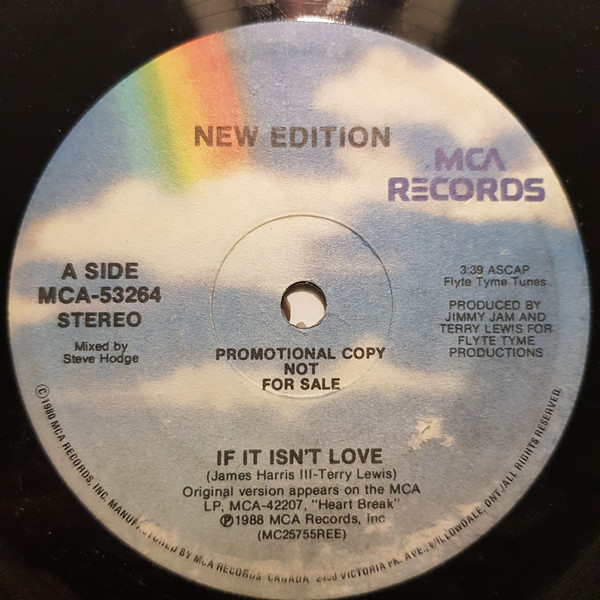 NEW EDITION
MCA
RECORDS
A SIDE
MCA-53264
STEREO
Mixed by
Steve Hodge
3:39 ASCAP
Flyte Tyme Tunes
PRODUCED BY
JIMMY JAM AND
TERRY LEWIS FOR
FLYTE TYME
PRODUCTIONS
PROMOTIONAL COPY
NOT
FOR SALE
IF IT ISN'T LOVE
(James Harris III-Terry Lewis)
Original version appears on the MCA
LP, MCA-42207, "Heart Break"
℗1988 MCA Records, Inc
(MC25755REE)
©1980 MCA RECORDS, INC. MANUFACTURED BY MCA RECORDS CANADA 2450 VICTORIA PK. AVE., WILLOWDALE, ONT./ALL RIGHTS RESERVED.